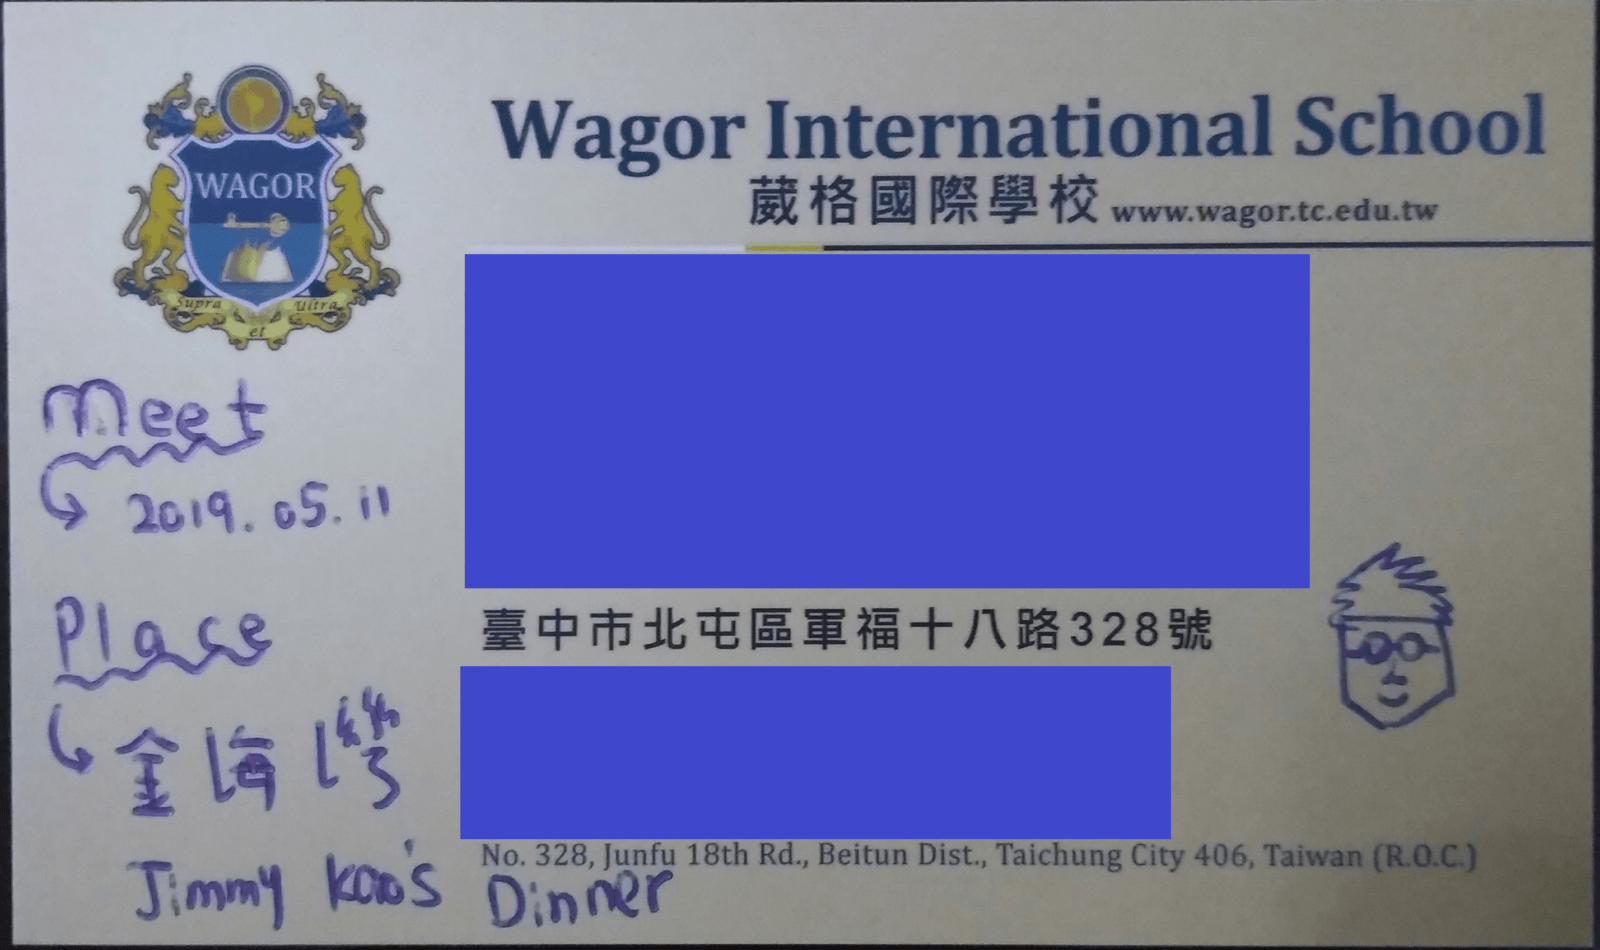 WAGOR
Supra et Ultra
Wagor International School
葳格國際學校 www.wagor.tc.edu.tw
Meet
2019.05.11
Place
金海灣
Jimmy Kao's Dinner
臺中市北屯區軍福十八路328號
No. 328, Junfu 18th Rd., Beitun Dist., Taichung City 406, Taiwan (R.O.C.)